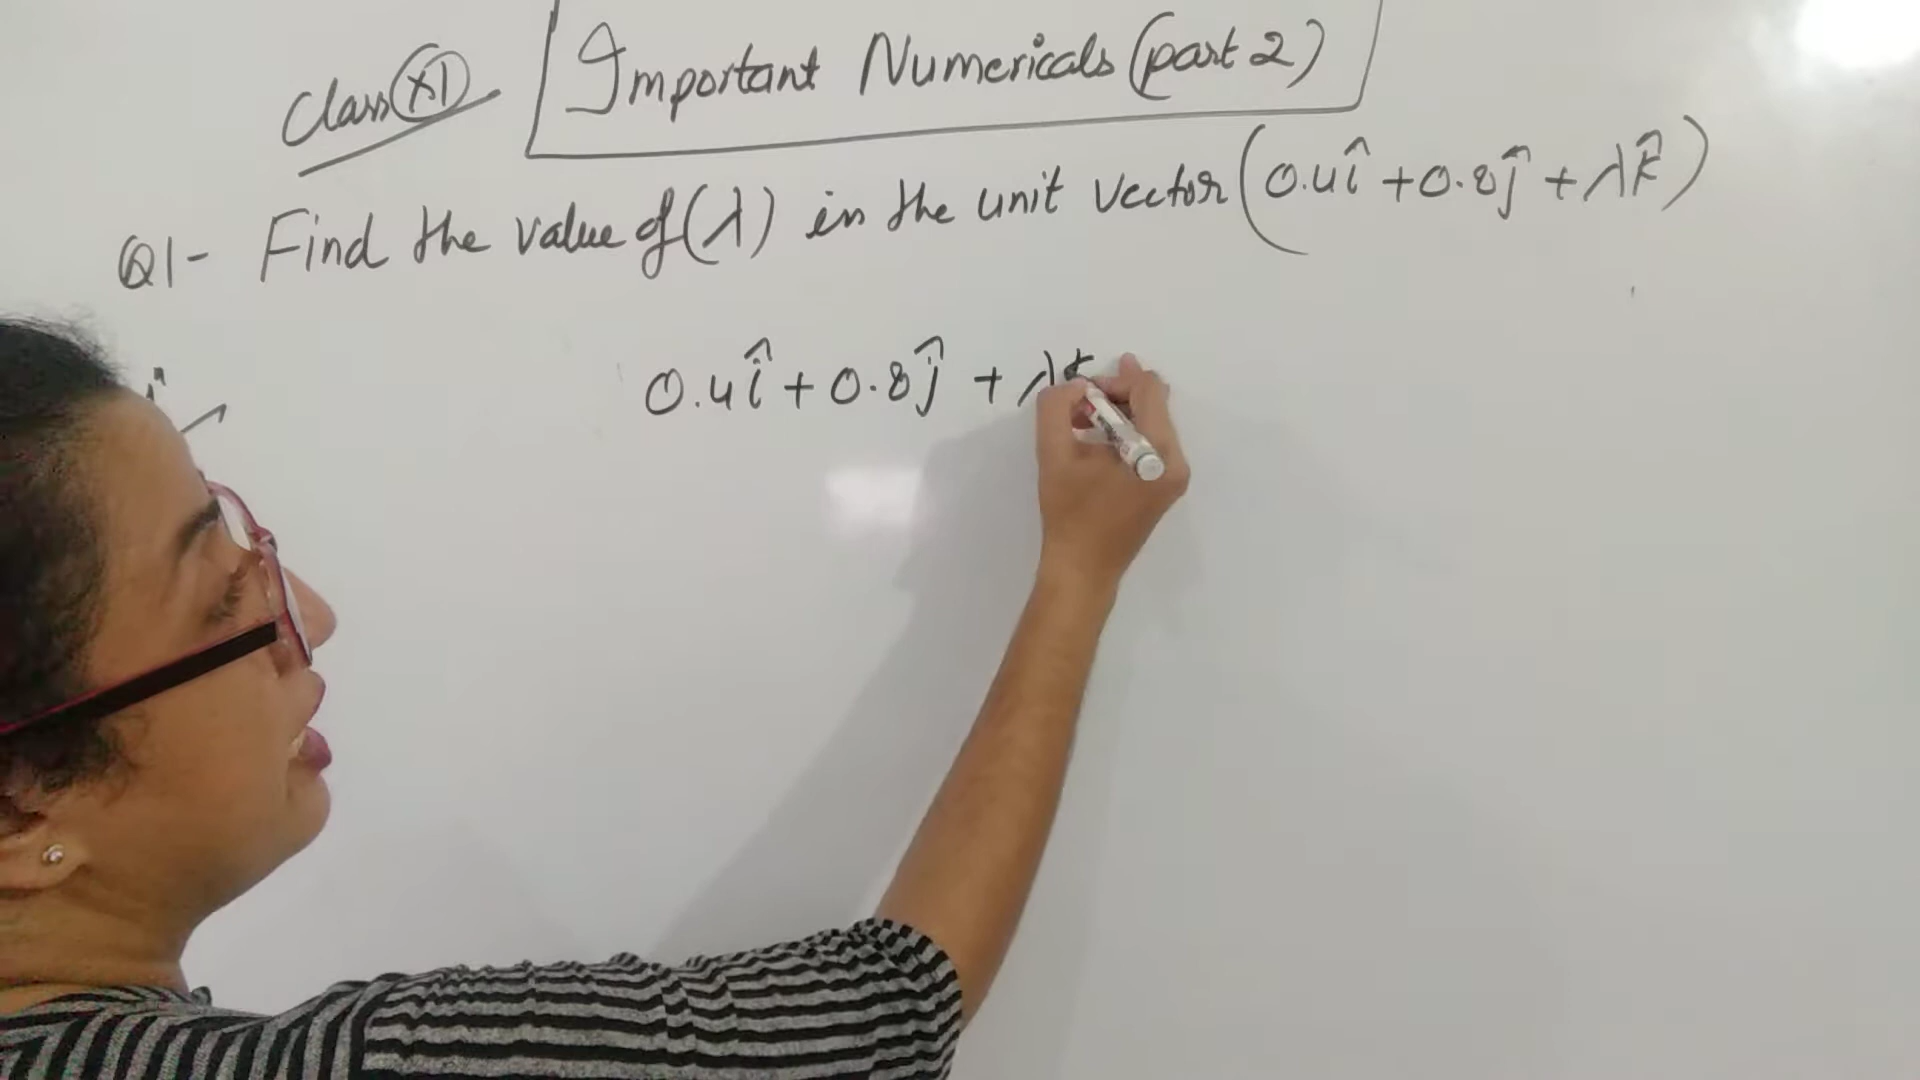 Class XI Important Numericals (part 2)
Q1- Find the value of (λ) in the unit vector (0.4î + 0.8ĵ + λk̂)
0.4î + 0.8ĵ + λ